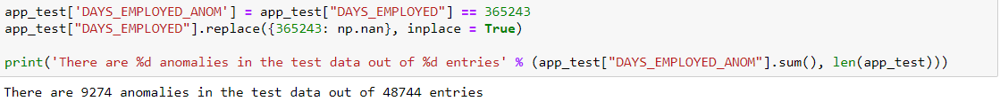 app_test['DAYS_EMPLOYED_ANOM'] = app_test["DAYS_EMPLOYED"] == 365243
app_test["DAYS_EMPLOYED"].replace({365243: np.nan}, inplace = True)
print('There are %d anomalies in the test data out of %d entries' % (app_test["DAYS_EMPLOYED_ANOM"].sum(), len(app_test)))
There are 9274 anomalies in the test data out of 48744 entries